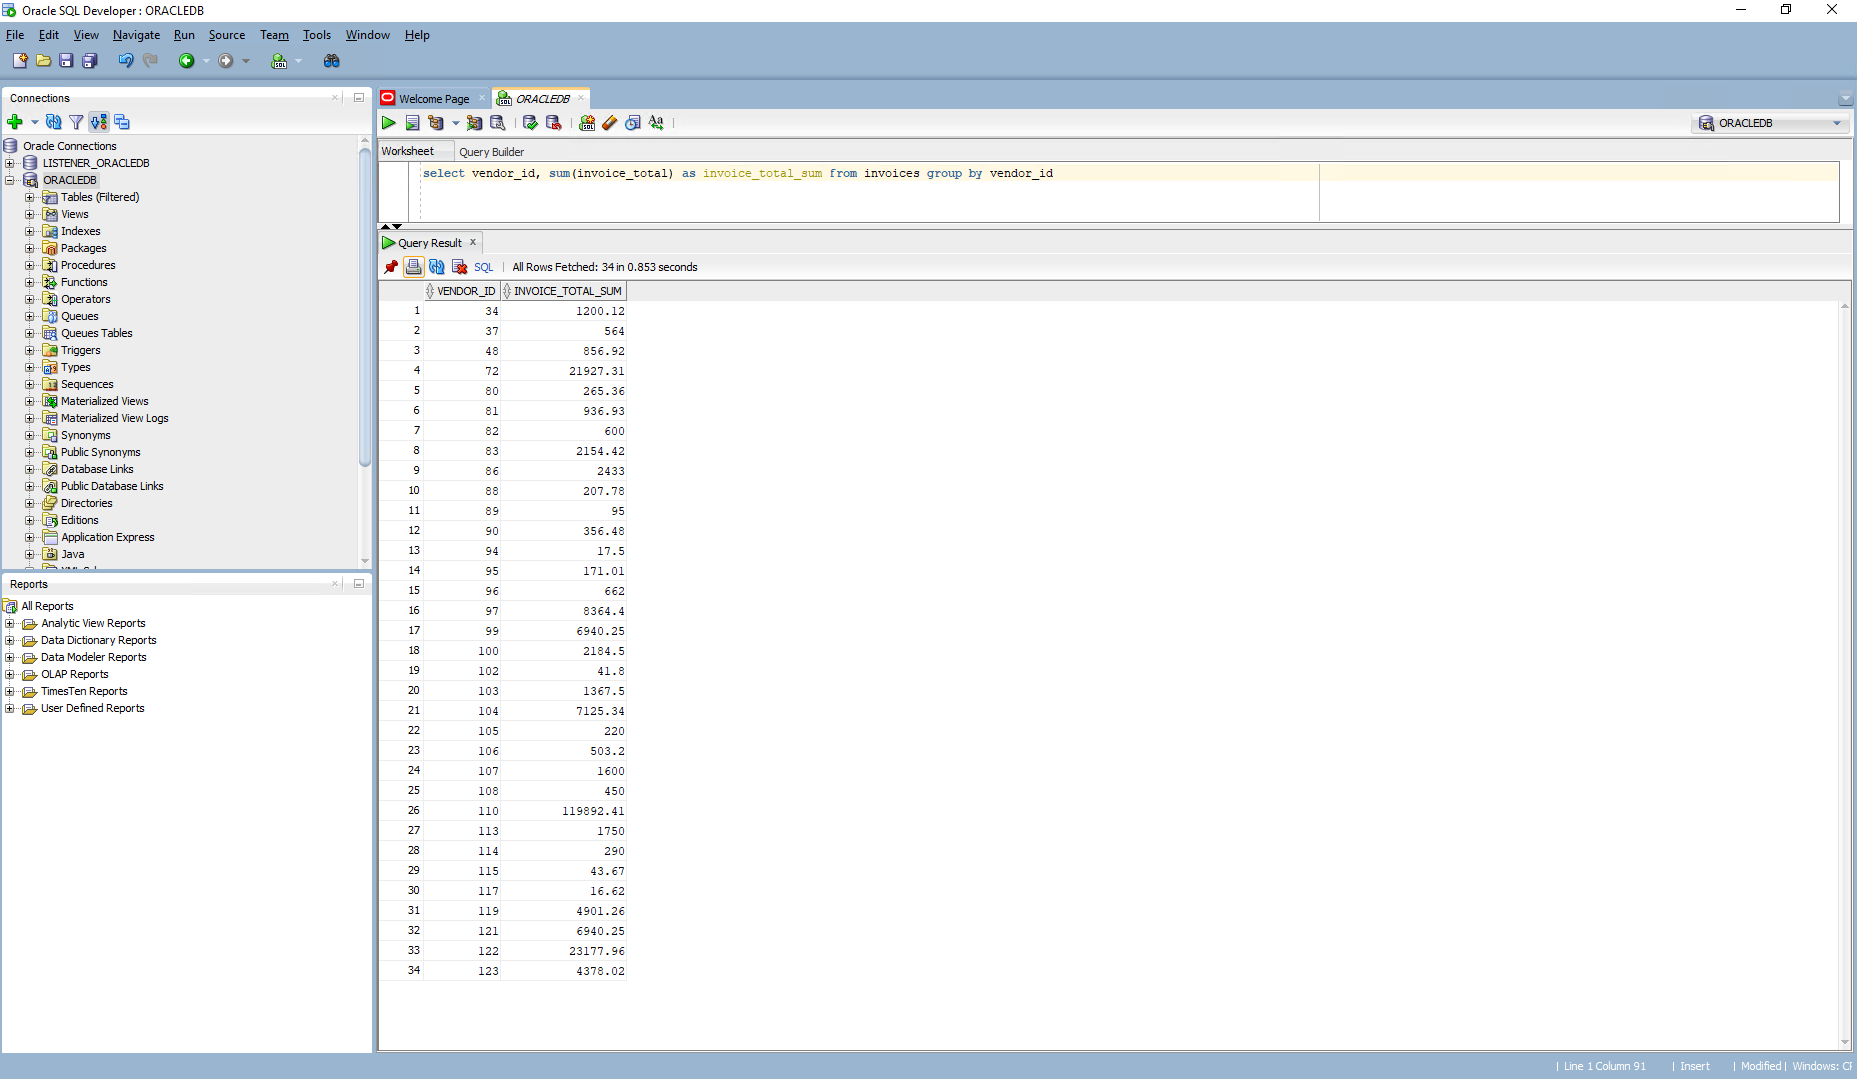 Oracle SQL Developer : ORACLEDB
File Edit View Navigate Run Source Team Tools Window Help
Connections
Oracle Connections
LISTENER_ORACLEDB
ORACLEDB
Tables (Filtered)
Views
Indexes
Packages
Procedures
Functions
Operators
Queues
Queues Tables
Triggers
Types
Sequences
Materialized Views
Materialized View Logs
Synonyms
Public Synonyms
Database Links
Public Database Links
Directories
Editions
Application Express
Java
Reports
All Reports
Analytic View Reports
Data Dictionary Reports
Data Modeler Reports
OLAP Reports
TimesTen Reports
User Defined Reports
Welcome Page ORACLEDB
ORACLEDB
Worksheet Query Builder
select vendor_id, sum(invoice_total) as invoice_total_sum from invoices group by vendor_id
Query Result
SQL | All Rows Fetched: 34 in 0.853 seconds
VENDOR_ID INVOICE_TOTAL_SUM
1 34 1200.12
2 37 564
3 48 856.92
4 72 21927.31
5 80 265.36
6 81 936.93
7 82 600
8 83 2154.42
9 86 2433
10 88 207.78
11 89 95
12 90 356.48
13 94 17.5
14 95 171.01
15 96 662
16 97 8364.4
17 99 6940.25
18 100 2184.5
19 102 41.8
20 103 1367.5
21 104 7125.34
22 105 220
23 106 503.2
24 107 1600
25 108 450
26 110 119892.41
27 113 1750
28 114 290
29 115 43.67
30 117 16.62
31 119 4901.26
32 121 6940.25
33 122 23177.96
34 123 4378.02
| Line 1 Column 91 | Insert | Modified | Windows: